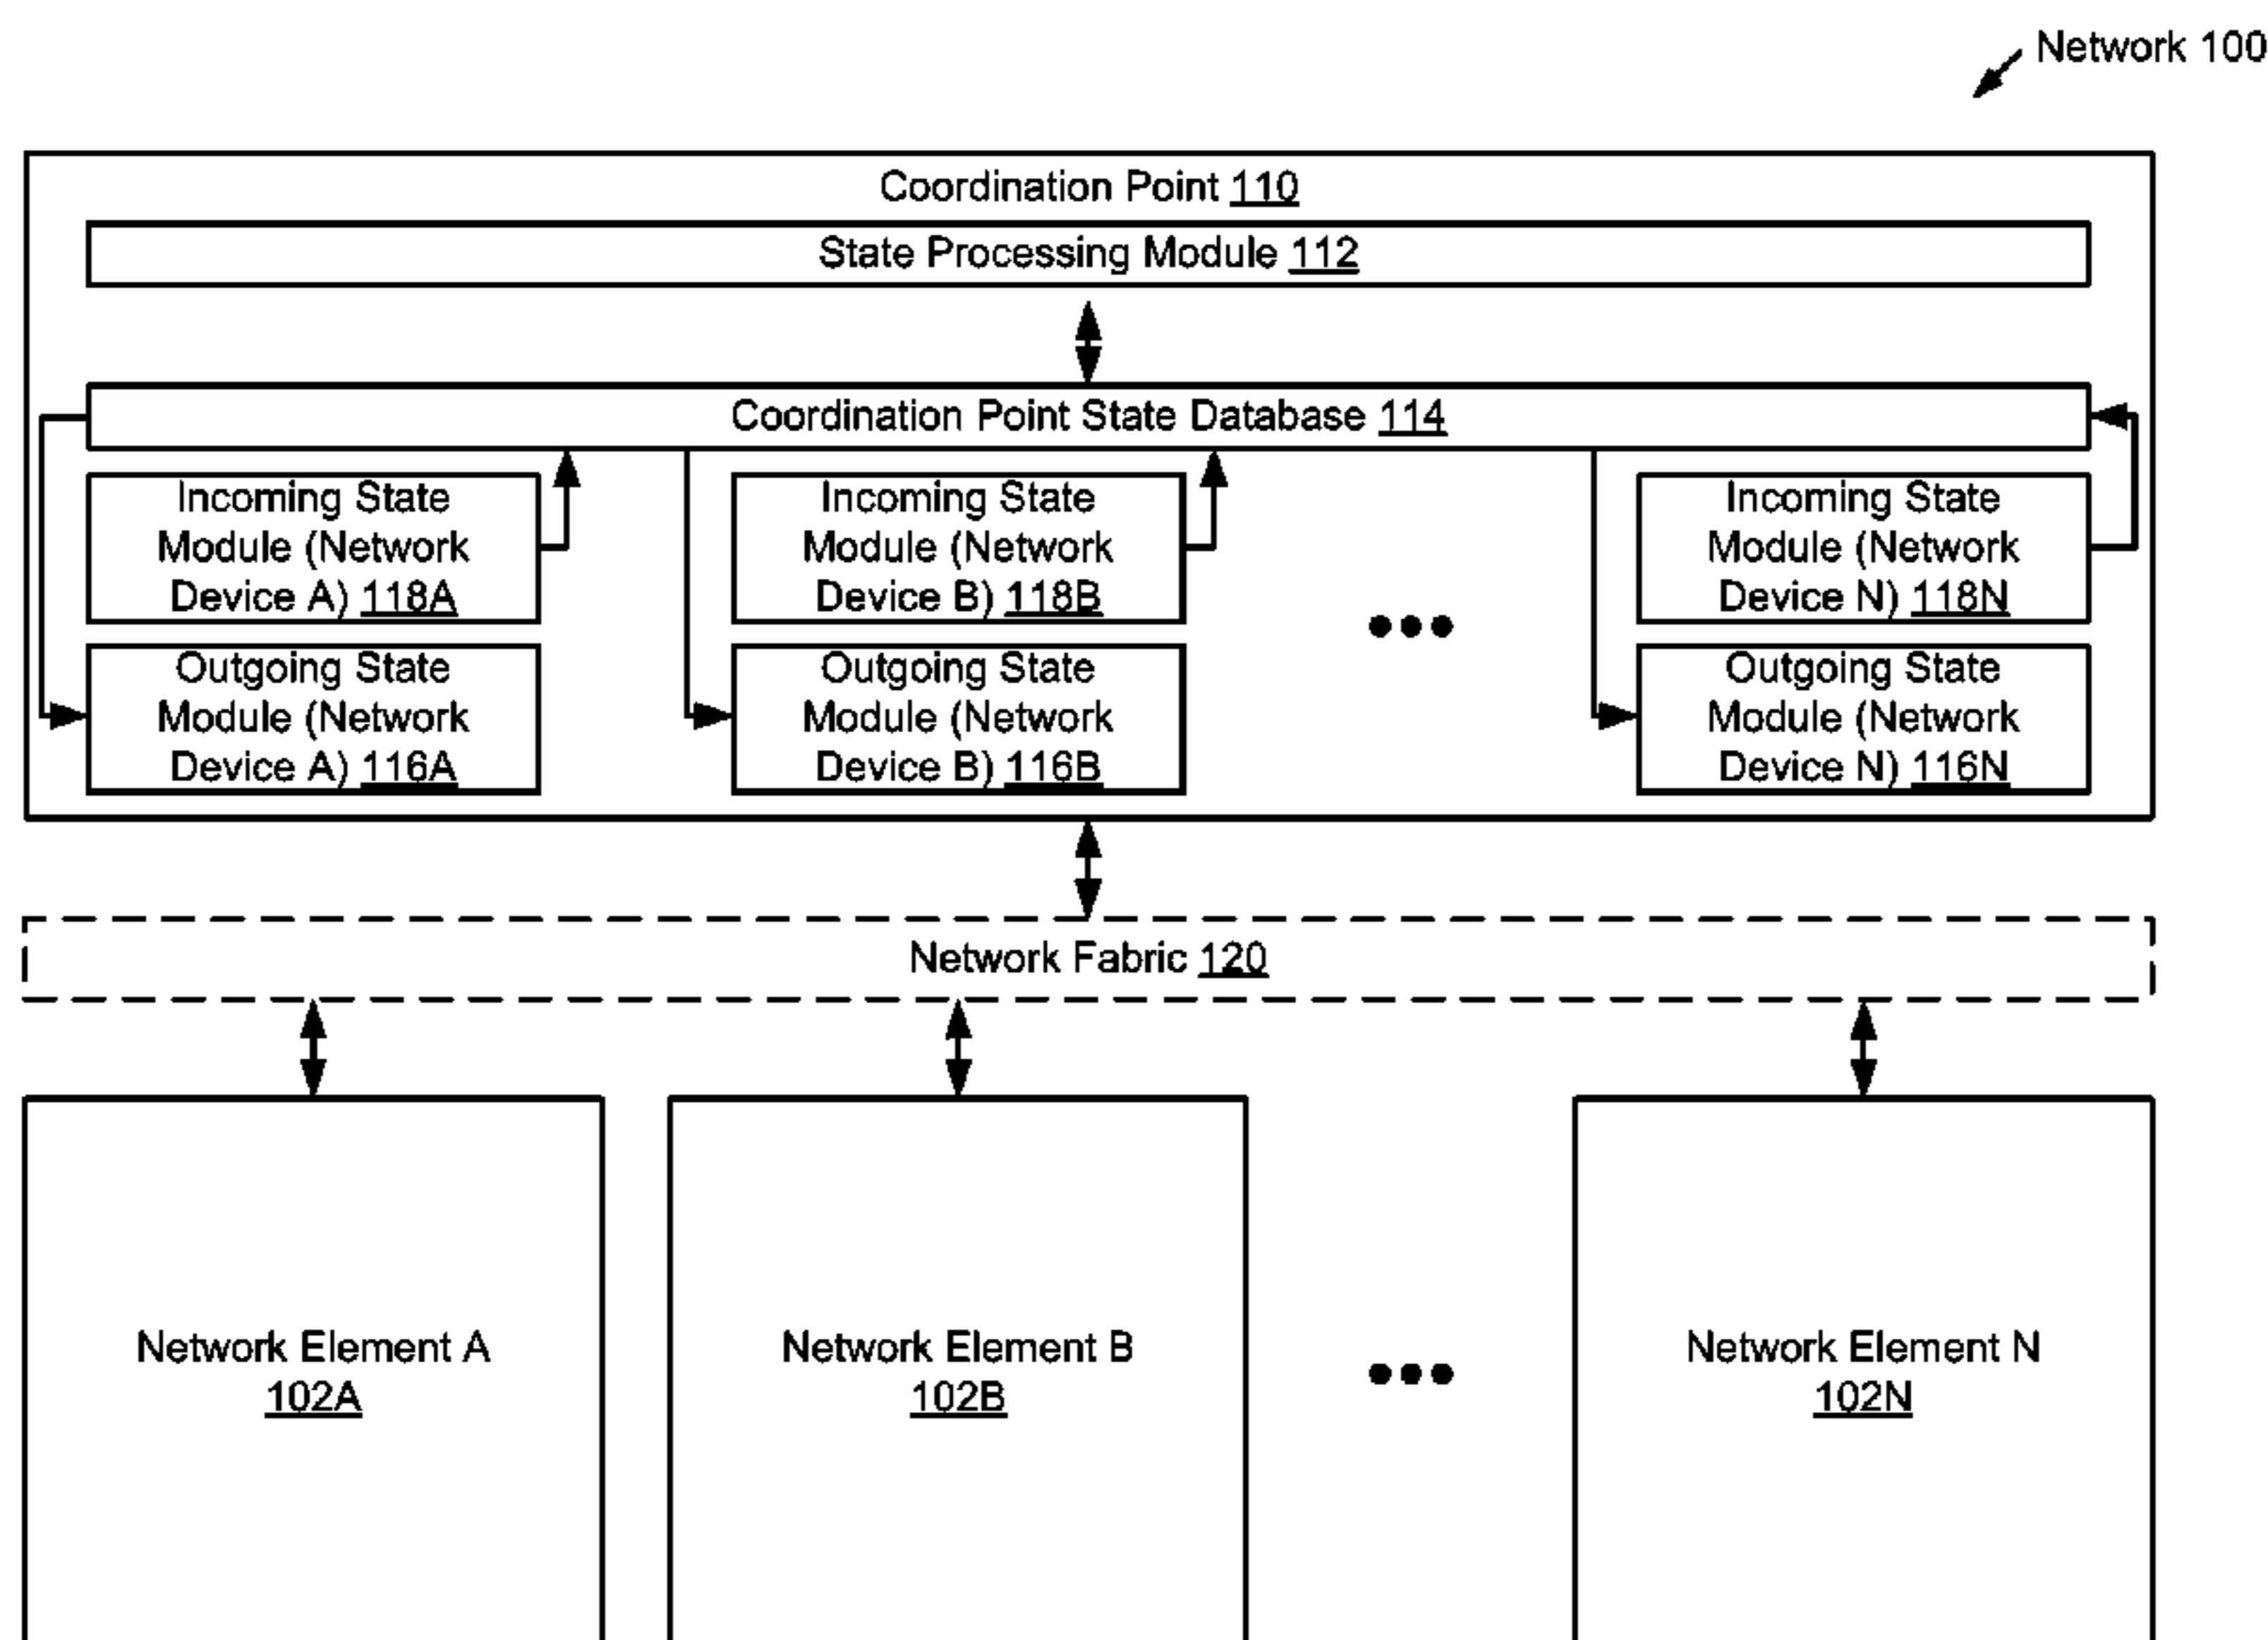 Network 100
Coordination Point 110
State Processing Module 112
Coordination Point State Database 114
Incoming State
Module (Network
Device A) 118A
Incoming State
Module (Network
Device B) 118B
Incoming State
Module (Network
Device N) 118N
Outgoing State
Module (Network
Device A) 116A
Outgoing State
Module (Network
Device B) 116B
Outgoing State
Module (Network
Device N) 116N
Network Fabric 120
Network Element A
102A
Network Element B
102B
Network Element N
102N